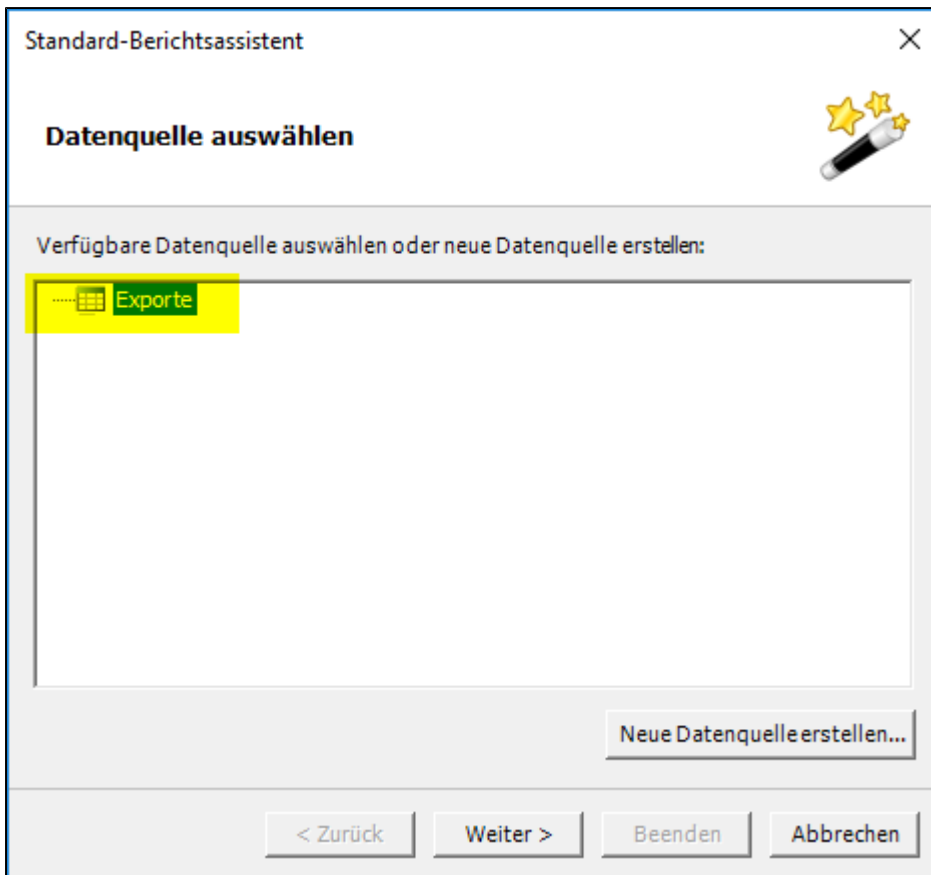 Standard-Berichtsassistent
Datenquelle auswählen
Verfügbare Datenquelle auswählen oder neue Datenquelle erstellen:
Exporte
Neue Datenquelle erstellen...
< Zurück Weiter > Beenden Abbrechen